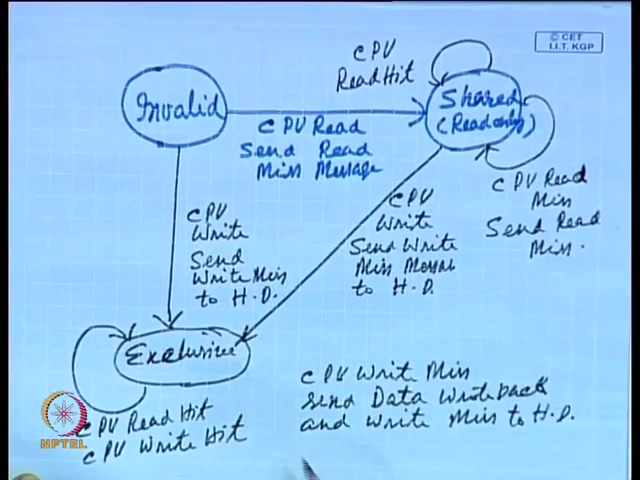 © CET
I.I.T. KGP
CPU
Read Hit
Invalid
Shared
(Read only)
CPU Read
Send Read
Miss Message
CPU Read
Miss
Send Read
Miss.
CPU
Write
Send
Write Miss
to H.D.
CPU
Write
Send Write
Miss
to H.D.
Exclusive
CPU Read Hit
CPU Write Hit
CPU Write Miss
Send Data Write back
and Write Miss to H.D.
NPTEL